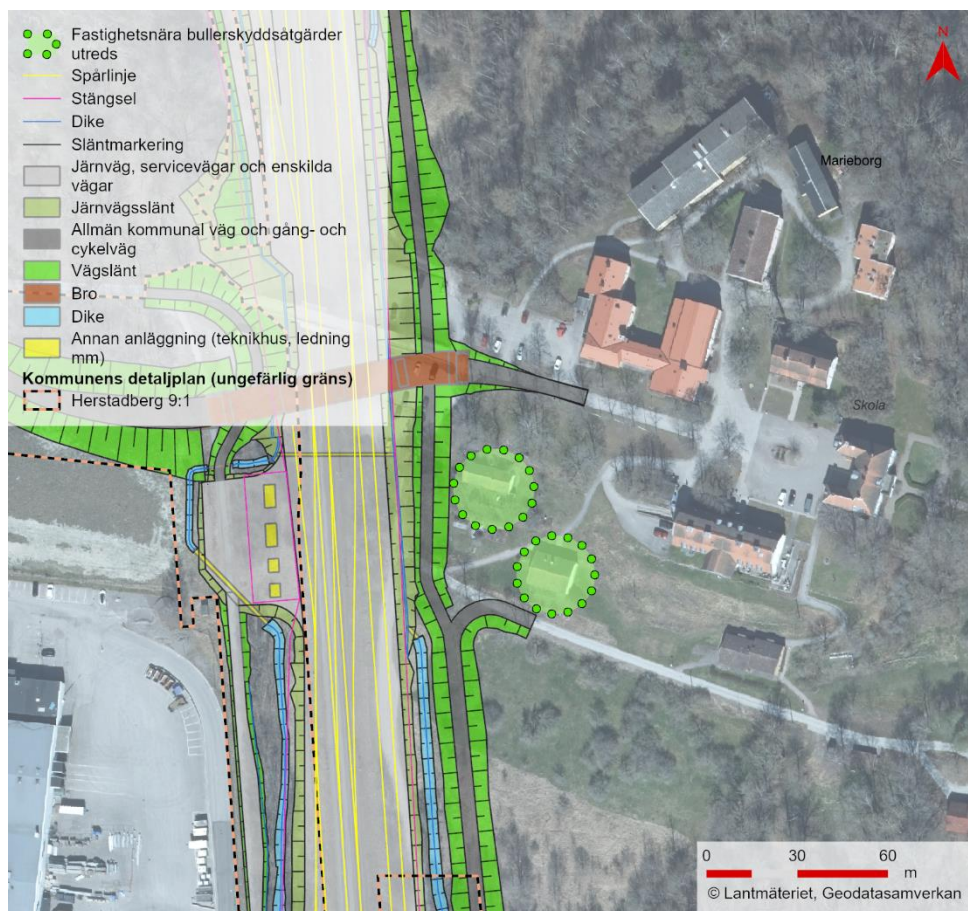 Fastighetsnära bullerskyddsåtgärder
utreds
Spårlinje
Stängsel
Dike
Släntmarkering
Järnväg, servicevägar och enskilda
vägar
Järnvägsslänt
Allmän kommunal väg och gång- och
cykelväg
Vägslänt
Bro
Dike
Annan anläggning (teknikhus, ledning
mm)
Kommunens detaljplan (ungefärlig gräns)
Herstadberg 9:1
N
Marieborg
Skola
0 30 60
m
© Lantmäteriet, Geodatasamverkan